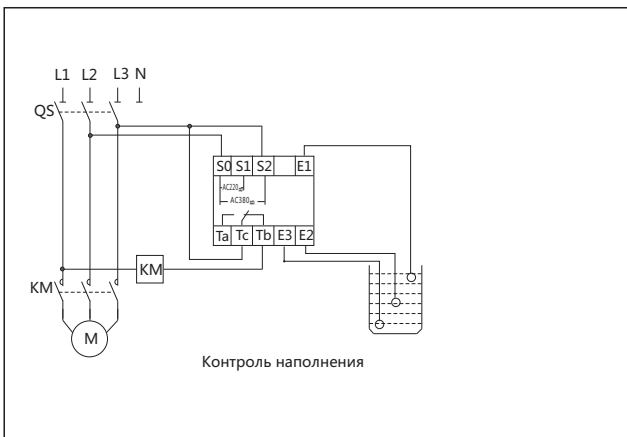 L1 L2 L3 N
QS
S0 S1 S2 E1
AC220
AC380
Ta Tc Tb E3 E2
KM
KM
M
Контроль наполнения